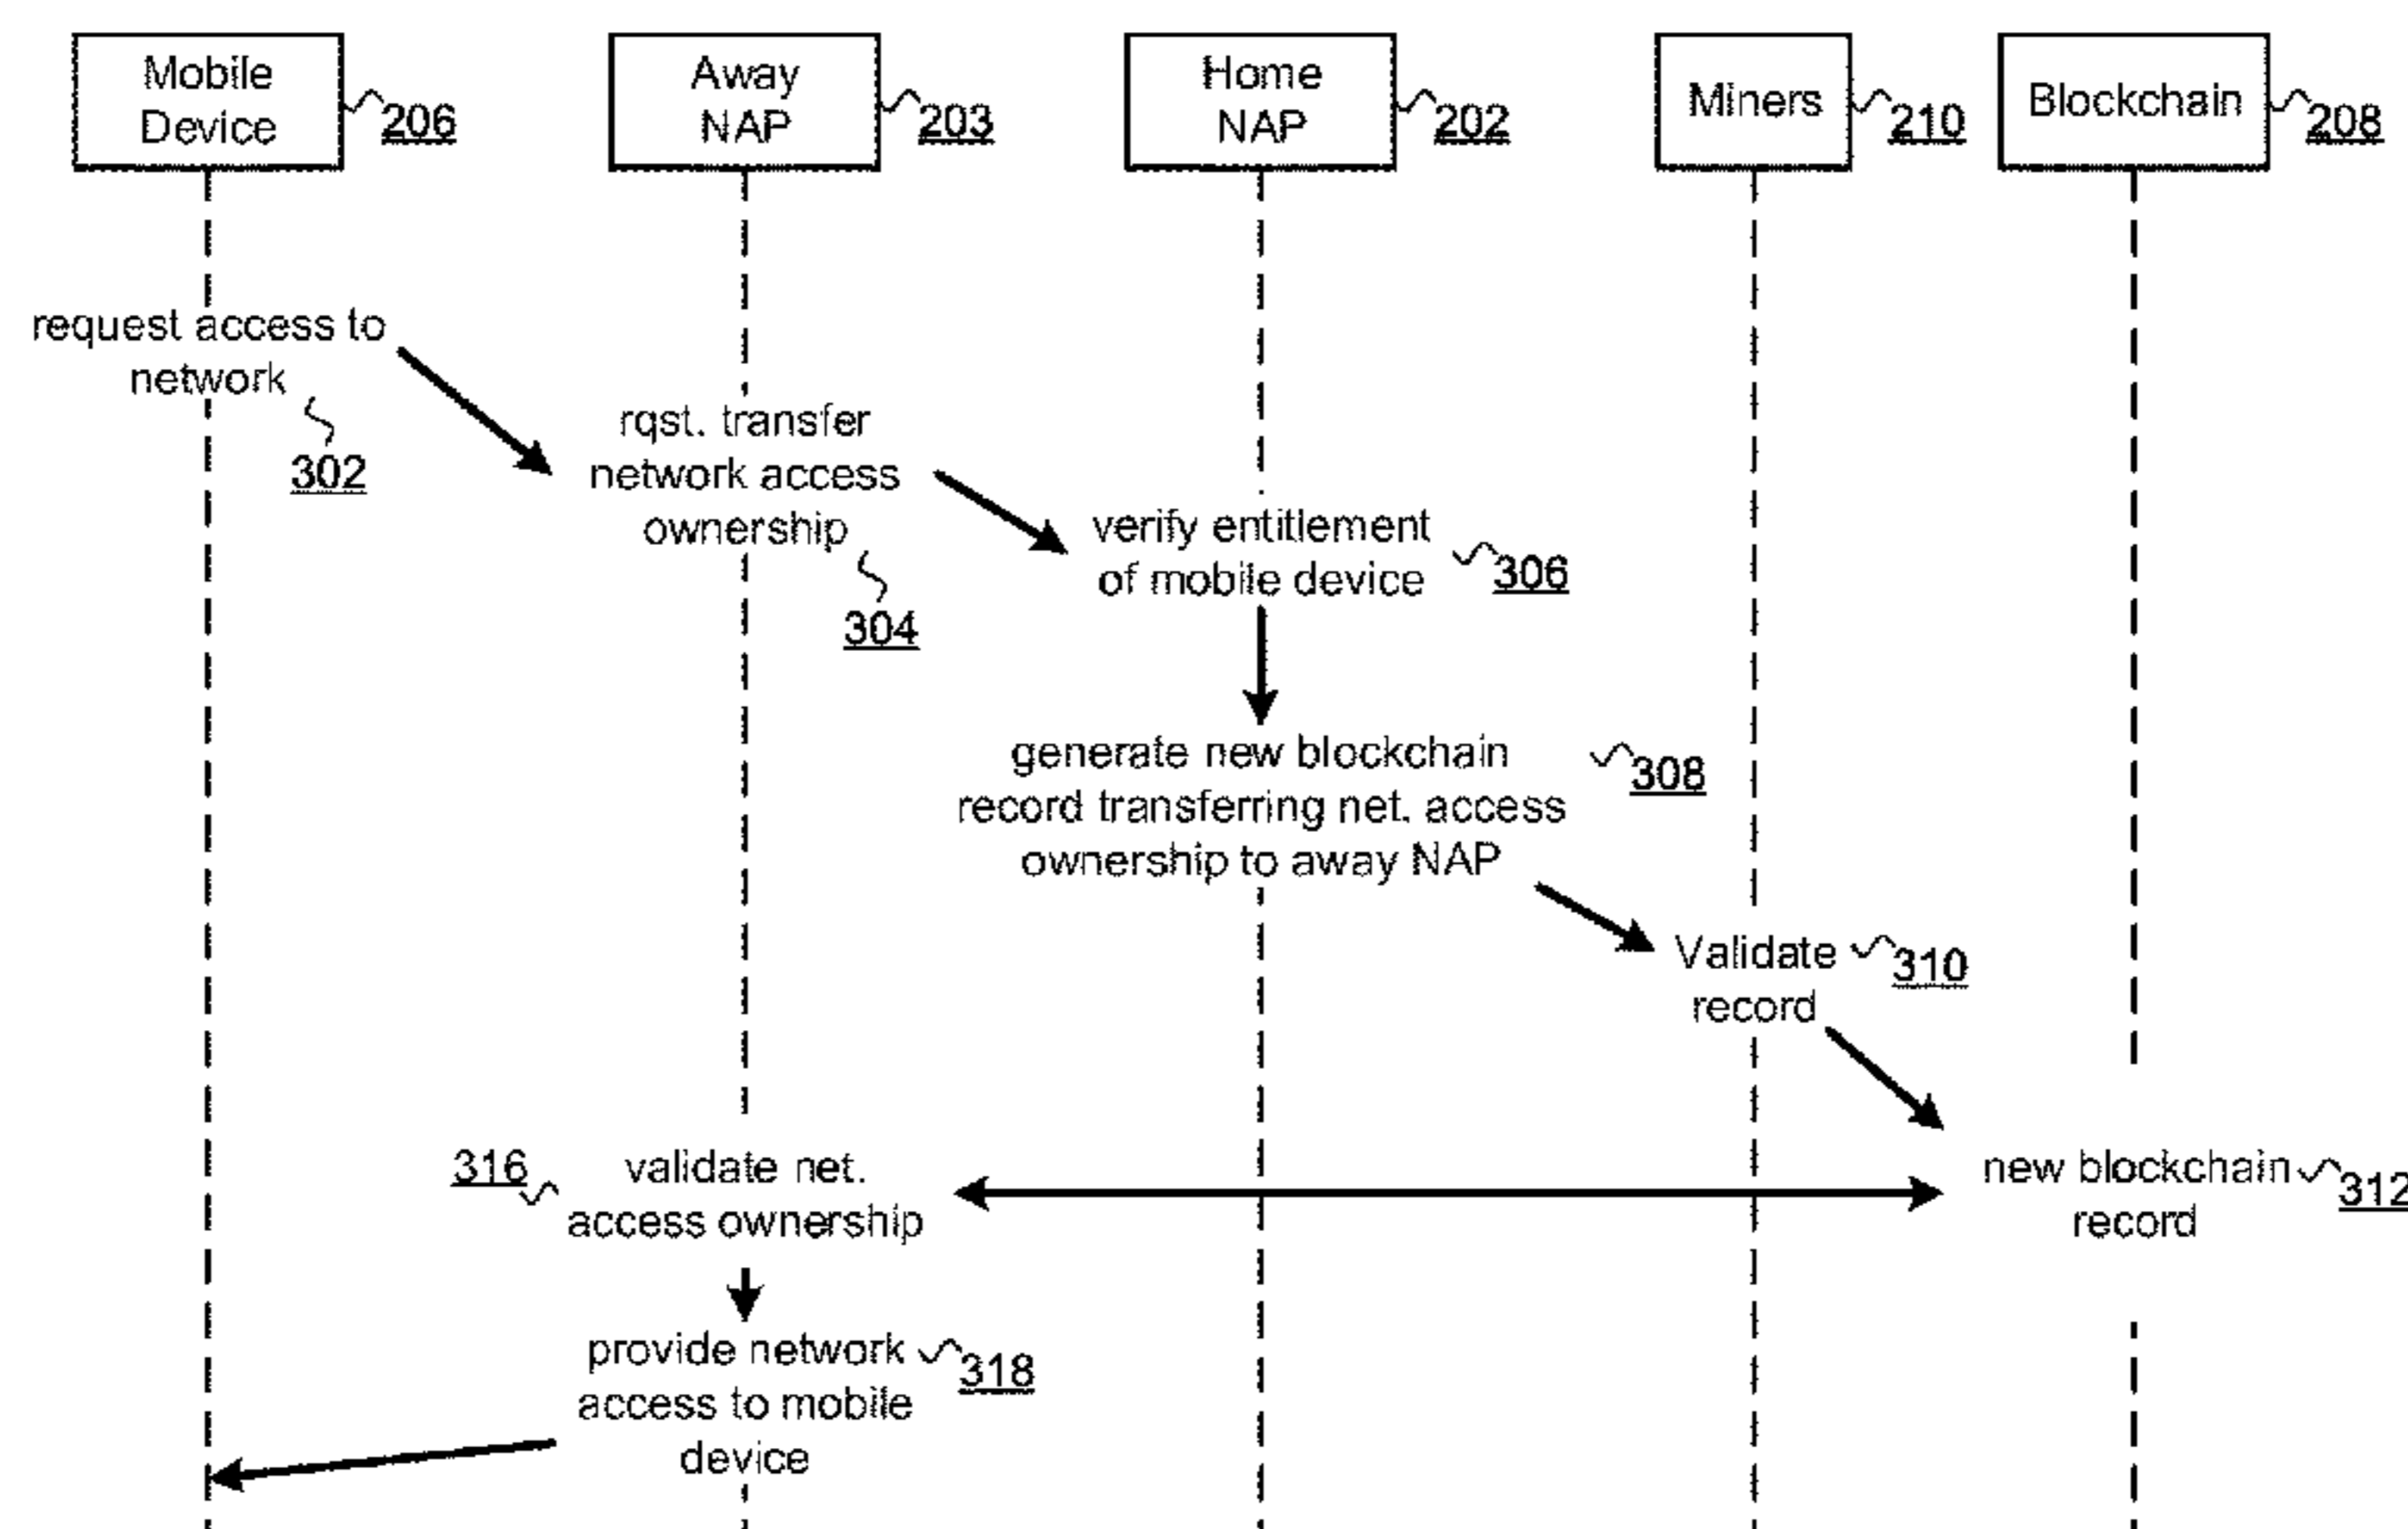 Mobile
Device
206
Away
NAP
203
Home
NAP
202
Miners
210
Blockchain
208
request access to
network
302
rqst. transfer
network access
ownership
304
verify entitlement
of mobile device
306
generate new blockchain
record transferring net. access
ownership to away NAP
308
Validate
record
310
new blockchain
record
312
316
validate net.
access ownership
provide network
access to mobile
device
318